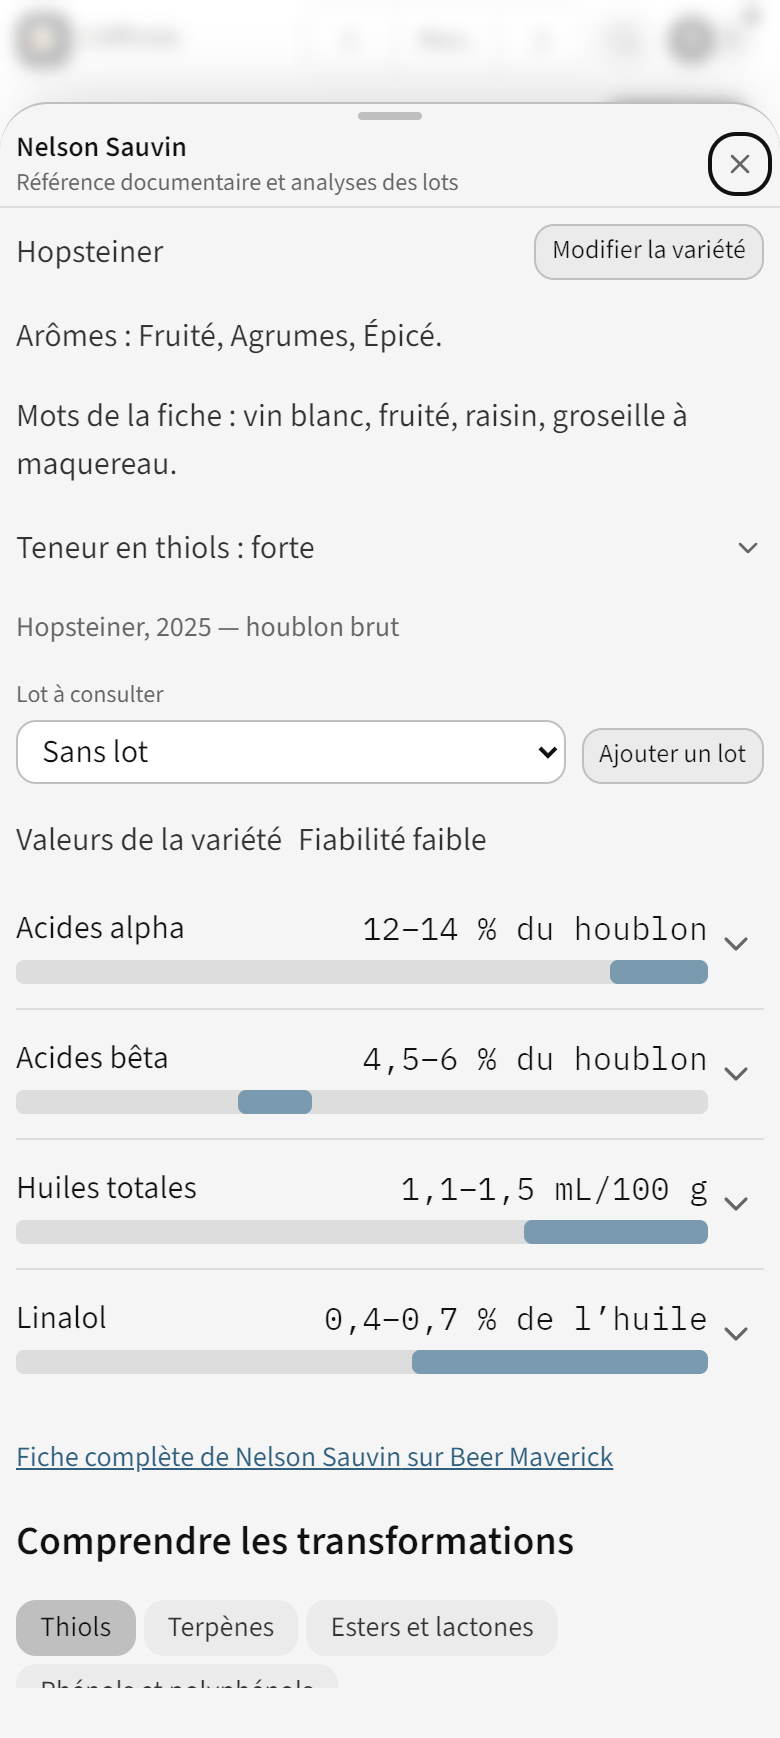 Nelson Sauvin
Référence documentaire et analyses des lots
Hopsteiner
Modifier la variété
Arômes : Fruité, Agrumes, Épicé.
Mots de la fiche : vin blanc, fruité, raisin, groseille à
maquereau.
Teneur en thiols : forte
Hopsteiner, 2025 — houblon brut
Lot à consulter
Sans lot
Ajouter un lot
Valeurs de la variété Fiabilité faible
Acides alpha 12–14 % du houblon
Acides bêta 4,5–6 % du houblon
Huiles totales 1,1–1,5 mL/100 g
Linalol 0,4–0,7 % de l’huile
Fiche complète de Nelson Sauvin sur Beer Maverick
Comprendre les transformations
Thiols Terpènes Esters et lactones
Phénols et polyphénols